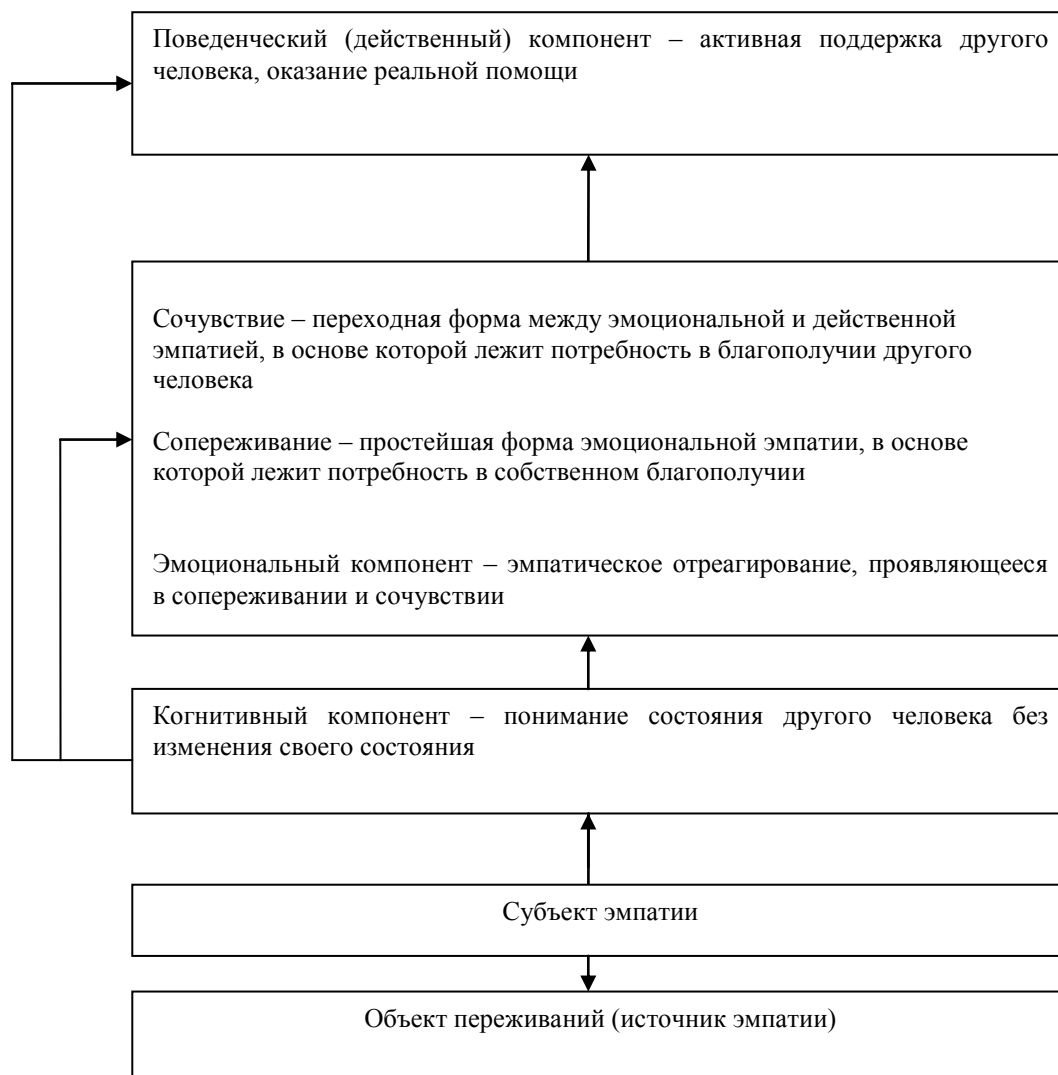 Поведенческий (действенный) компонент – активная поддержка другого
человека, оказание реальной помощи
Сочувствие – переходная форма между эмоциональной и действенной
эмпатией, в основе которой лежит потребность в благополучии другого
человека
Сопереживание – простейшая форма эмоциональной эмпатии, в основе
которой лежит потребность в собственном благополучии
Эмоциональный компонент – эмпатическое отреагирование, проявляющееся
в сопереживании и сочувствии
Когнитивный компонент – понимание состояния другого человека без
изменения своего состояния
Субъект эмпатии
Объект переживаний (источник эмпатии)